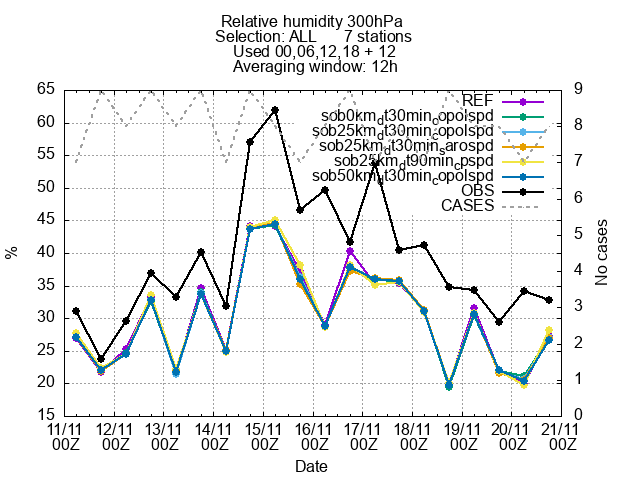 Relative humidity 300hPa
Selection: ALL 7 stations
Used 00,06,12,18 + 12
Averaging window: 12h
REF
sob0km_dt30min_copolspd
sob25km_dt30min_copolspd
sob25km_dt30min_sarospd
sob25km_dt90min_cpspd
sob50km_dt30min_copolspd
OBS
CASES
65
60
55
50
45
40
35
30
25
20
15
%
9
8
7
6
5
4
3
2
1
0
No cases
11/11 12/11 13/11 14/11 15/11 16/11 17/11 18/11 19/11 20/11 21/11
00Z 00Z 00Z 00Z 00Z 00Z 00Z 00Z 00Z 00Z 00Z
Date